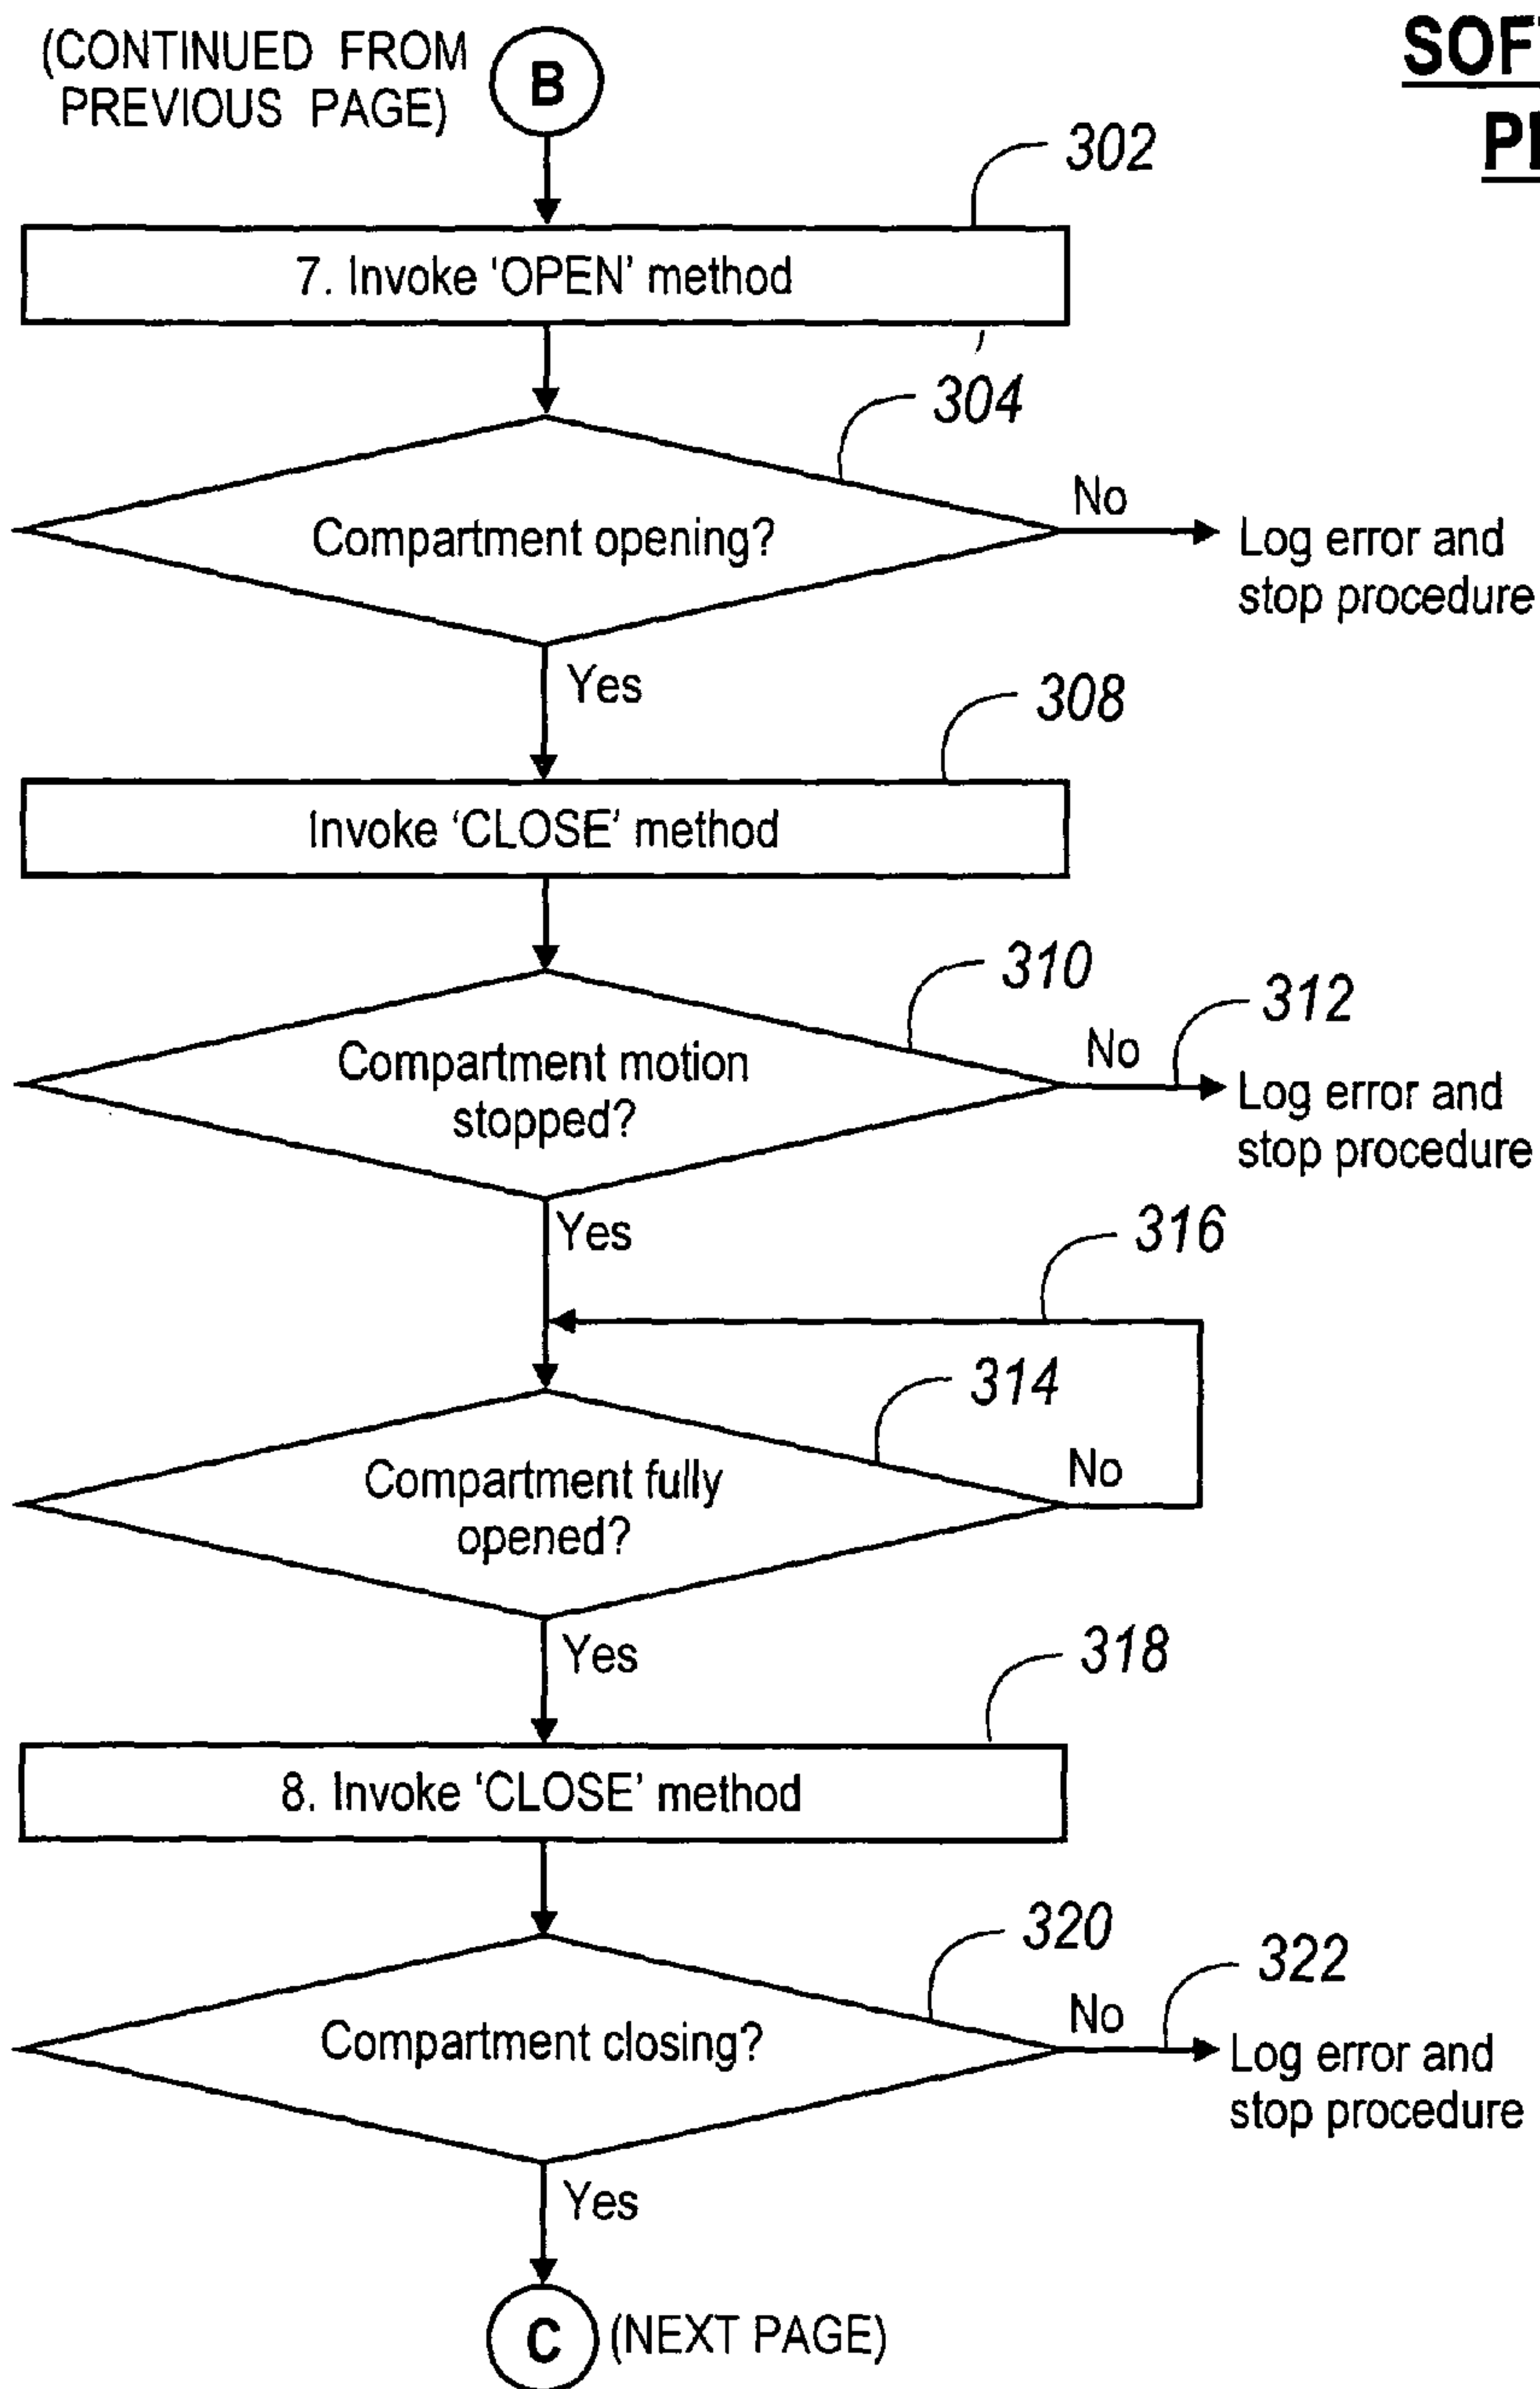 (CONTINUED FROM
PREVIOUS PAGE)
B
302
7. Invoke ‘OPEN’ method
304
Compartment opening?
No
Log error and
stop procedure
Yes
308
Invoke ‘CLOSE’ method
310
Compartment motion
stopped?
No
312
Log error and
stop procedure
Yes
316
314
Compartment fully
opened?
No
Yes
318
8. Invoke ‘CLOSE’ method
320
Compartment closing?
No
322
Log error and
stop procedure
Yes
C
(NEXT PAGE)